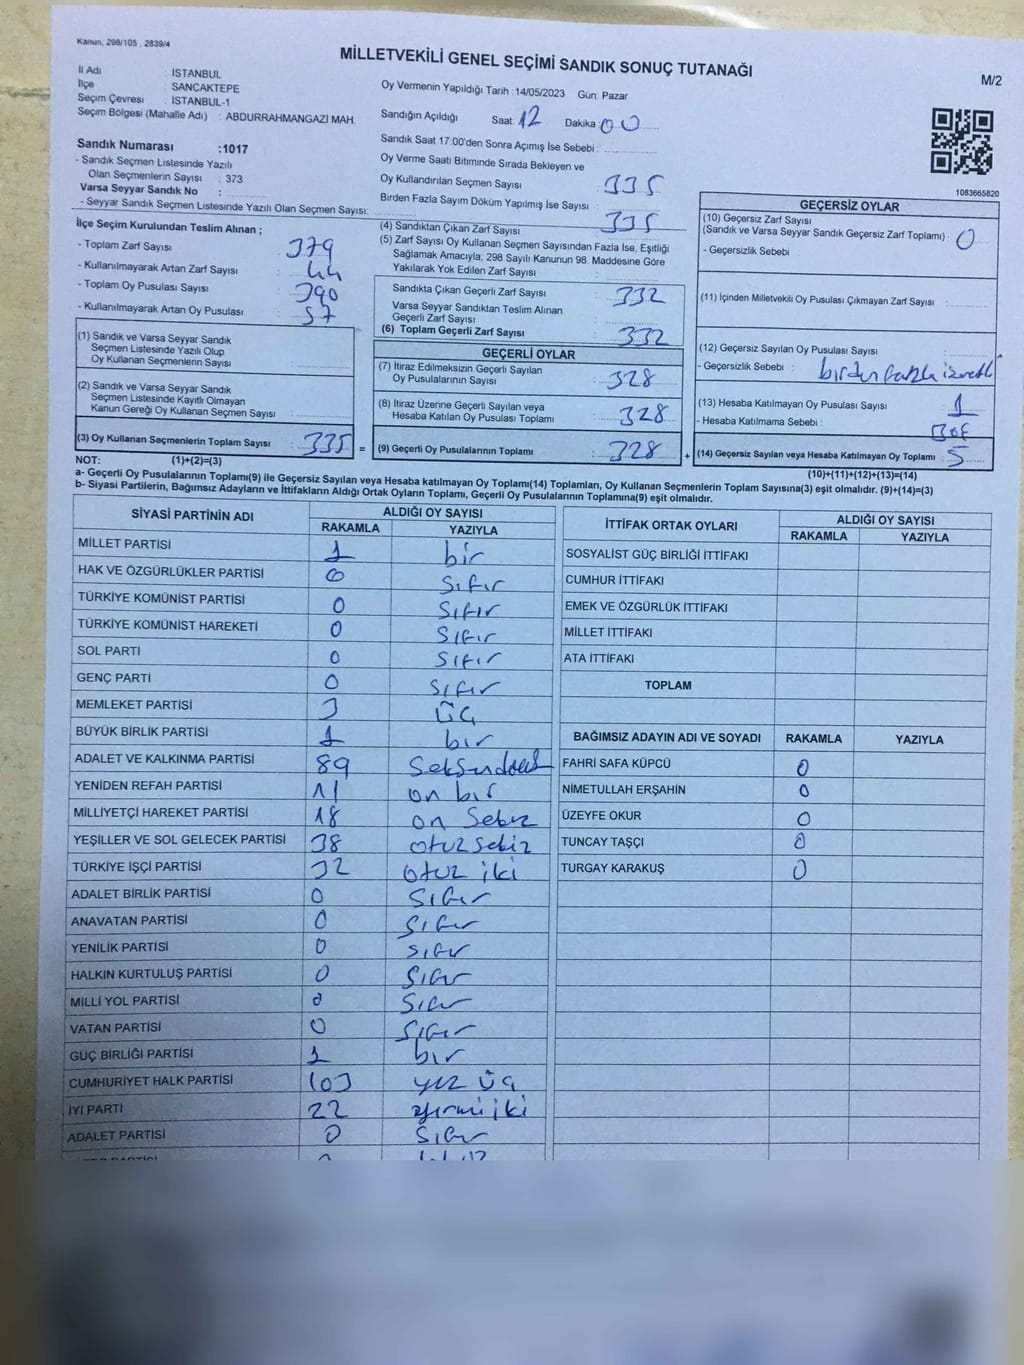 Kanun, 298/105 , 2839/4
MİLLETVEKİLİ GENEL SEÇİMİ SANDIK SONUÇ TUTANAĞI
M/2
İl Adı : İSTANBUL
İlçe : SANCAKTEPE
Seçim Çevresi : İSTANBUL-1
Seçim Bölgesi (Mahalle Adı) : ABDURRAHMANGAZİ MAH.
Sandık Numarası :1017
- Sandık Seçmen Listesinde Yazılı
Olan Seçmenlerin Sayısı : 373
Varsa Seyyar Sandık No :
- Seyyar Sandık Seçmen Listesinde Yazılı Olan Seçmen Sayısı:
Oy Vermenin Yapıldığı Tarih :14/05/2023 Gün: Pazar
Sandığın Açıldığı Saat: 12 Dakika: 00
Sandık Saat 17:00'den Sonra Açımış İse Sebebi :
Oy Verme Saati Bitiminde Sırada Bekleyen ve
Oy Kullandırılan Seçmen Sayısı : 335
Birden Fazla Sayım Döküm Yapılmış İse Sayısı :
1083665820
İlçe Seçim Kurulundan Teslim Alınan ;
- Toplam Zarf Sayısı : 379
- Kullanılmayarak Artan Zarf Sayısı : 44
- Toplam Oy Pusulası Sayısı : 390
- Kullanılmayarak Artan Oy Pusulası : 57
(1) Sandık ve Varsa Seyyar Sandık
Seçmen Listesinde Yazılı Olup
Oy Kullanan Seçmenlerin Sayısı :
(2) Sandık ve Varsa Seyyar Sandık
Seçmen Listesinde Kayıtlı Olmayan
Kanun Gereği Oy Kullanan Seçmen Sayısı :
(3) Oy Kullanan Seçmenlerin Toplam Sayısı : 335 =
(4) Sandıktan Çıkan Zarf Sayısı : 335
(5) Zarf Sayısı Oy Kullanan Seçmen Sayısından Fazla İse, Eşitliği
Sağlamak Amacıyla; 298 Sayılı Kanunun 98. Maddesine Göre
Yakılarak Yok Edilen Zarf Sayısı :
Sandıkta Çıkan Geçerli Zarf Sayısı : 332
Varsa Seyyar Sandıktan Teslim Alınan
Geçerli Zarf Sayısı :
(6) Toplam Geçerli Zarf Sayısı : 332
GEÇERLİ OYLAR
(7) İtiraz Edilmeksizin Geçerli Sayılan
Oy Pusulalarının Sayısı : 328
(8) İtiraz Üzerine Geçerli Sayılan veya
Hesaba Katılan Oy Pusulası Toplamı : 328
(9) Geçerli Oy Pusulalarının Toplamı : 328 +
GEÇERSİZ OYLAR
(10) Geçersiz Zarf Sayısı
(Sandık ve Varsa Seyyar Sandık Geçersiz Zarf Toplamı) : 0
- Geçersizlik Sebebi :
(11) İçinden Milletvekili Oy Pusulası Çıkmayan Zarf Sayısı :
(12) Geçersiz Sayılan Oy Pusulası Sayısı :
- Geçersizlik Sebebi : birden fazla
(13) Hesaba Katılmayan Oy Pusulası Sayısı : 1
- Hesaba Katılmama Sebebi :
(14) Geçersiz Sayılan veya Hesaba Katılmayan Oy Toplamı : 5
NOT: (1)+(2)=(3)
(10)+(11)+(12)+(13)=(14)
a- Geçerli Oy Pusulalarının Toplamı(9) ile Geçersiz Sayılan veya Hesaba katılmayan Oy Toplamı(14) Toplamları, Oy Kullanan Seçmenlerin Toplam Sayısına(3) eşit olmalıdır. (9)+(14)=(3)
b- Siyasi Partilerin, Bağımsız Adayların ve İttifakların Aldığı Ortak Oyların Toplamı, Geçerli Oy Pusulalarının Toplamına(9) eşit olmalıdır.
SİYASİ PARTİNİN ADI ALDIĞI OY SAYISI
RAKAMLA YAZIYLA
MİLLET PARTİSİ 1 bir
HAK VE ÖZGÜRLÜKLER PARTİSİ 0 sıfır
TÜRKİYE KOMÜNİST PARTİSİ 0 sıfır
TÜRKİYE KOMÜNİST HAREKETİ 0 sıfır
SOL PARTİ 0 sıfır
GENÇ PARTİ 0 sıfır
MEMLEKET PARTİSİ 3 üç
BÜYÜK BİRLİK PARTİSİ 1 bir
ADALET VE KALKINMA PARTİSİ 89
YENİDEN REFAH PARTİSİ 11 on bir
MİLLİYETÇİ HAREKET PARTİSİ 18 on sekiz
YEŞİLLER VE SOL GELECEK PARTİSİ 38 otuz sekiz
TÜRKİYE İŞÇİ PARTİSİ 32 otuz iki
ADALET BİRLİK PARTİSİ 0 sıfır
ANAVATAN PARTİSİ 0 sıfır
YENİLİK PARTİSİ 0 sıfır
HALKIN KURTULUŞ PARTİSİ 0 sıfır
MİLLİ YOL PARTİSİ 0 sıfır
VATAN PARTİSİ 0 sıfır
GÜÇ BİRLİĞİ PARTİSİ 1 bir
CUMHURİYET HALK PARTİSİ 103 yüz üç
İYİ PARTİ 22 yirmi iki
ADALET PARTİSİ 0 sıfır
İTTİFAK ORTAK OYLARI ALDIĞI OY SAYISI
RAKAMLA YAZIYLA
SOSYALİST GÜÇ BİRLİĞİ İTTİFAKI
CUMHUR İTTİFAKI
EMEK VE ÖZGÜRLÜK İTTİFAKI
MİLLET İTTİFAKI
ATA İTTİFAKI
TOPLAM
BAĞIMSIZ ADAYIN ADI VE SOYADI RAKAMLA YAZIYLA
FAHRİ SAFA KÜPCÜ 0
NİMETULLAH ERŞAHİN 0
ÜZEYFE OKUR 0
TUNCAY TAŞÇI 0
TURGAY KARAKUŞ 0